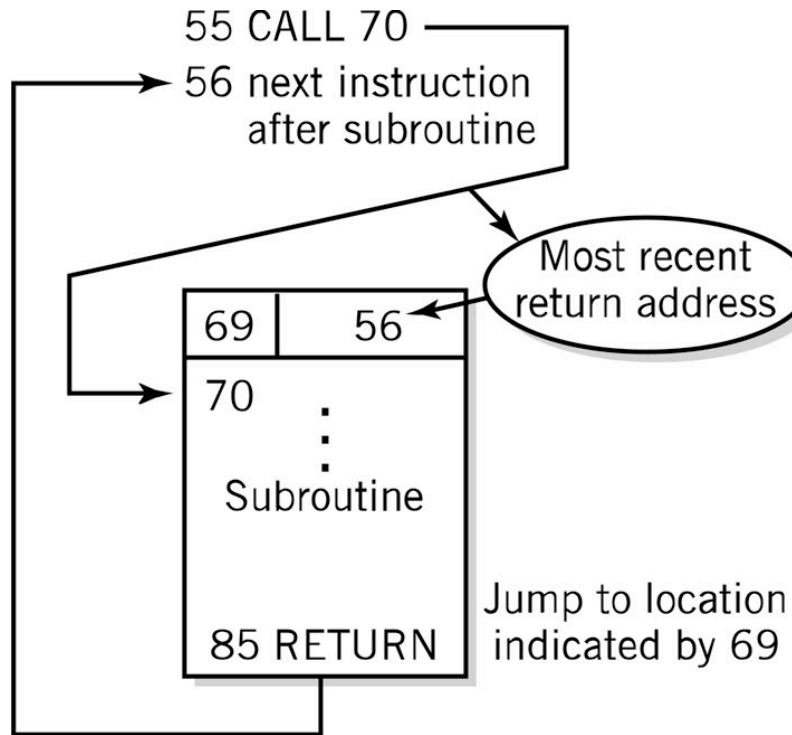 55 CALL 70
56 next instruction
after subroutine
Most recent
return address
69 56
70
Subroutine
Jump to location
85 RETURN indicated by 69